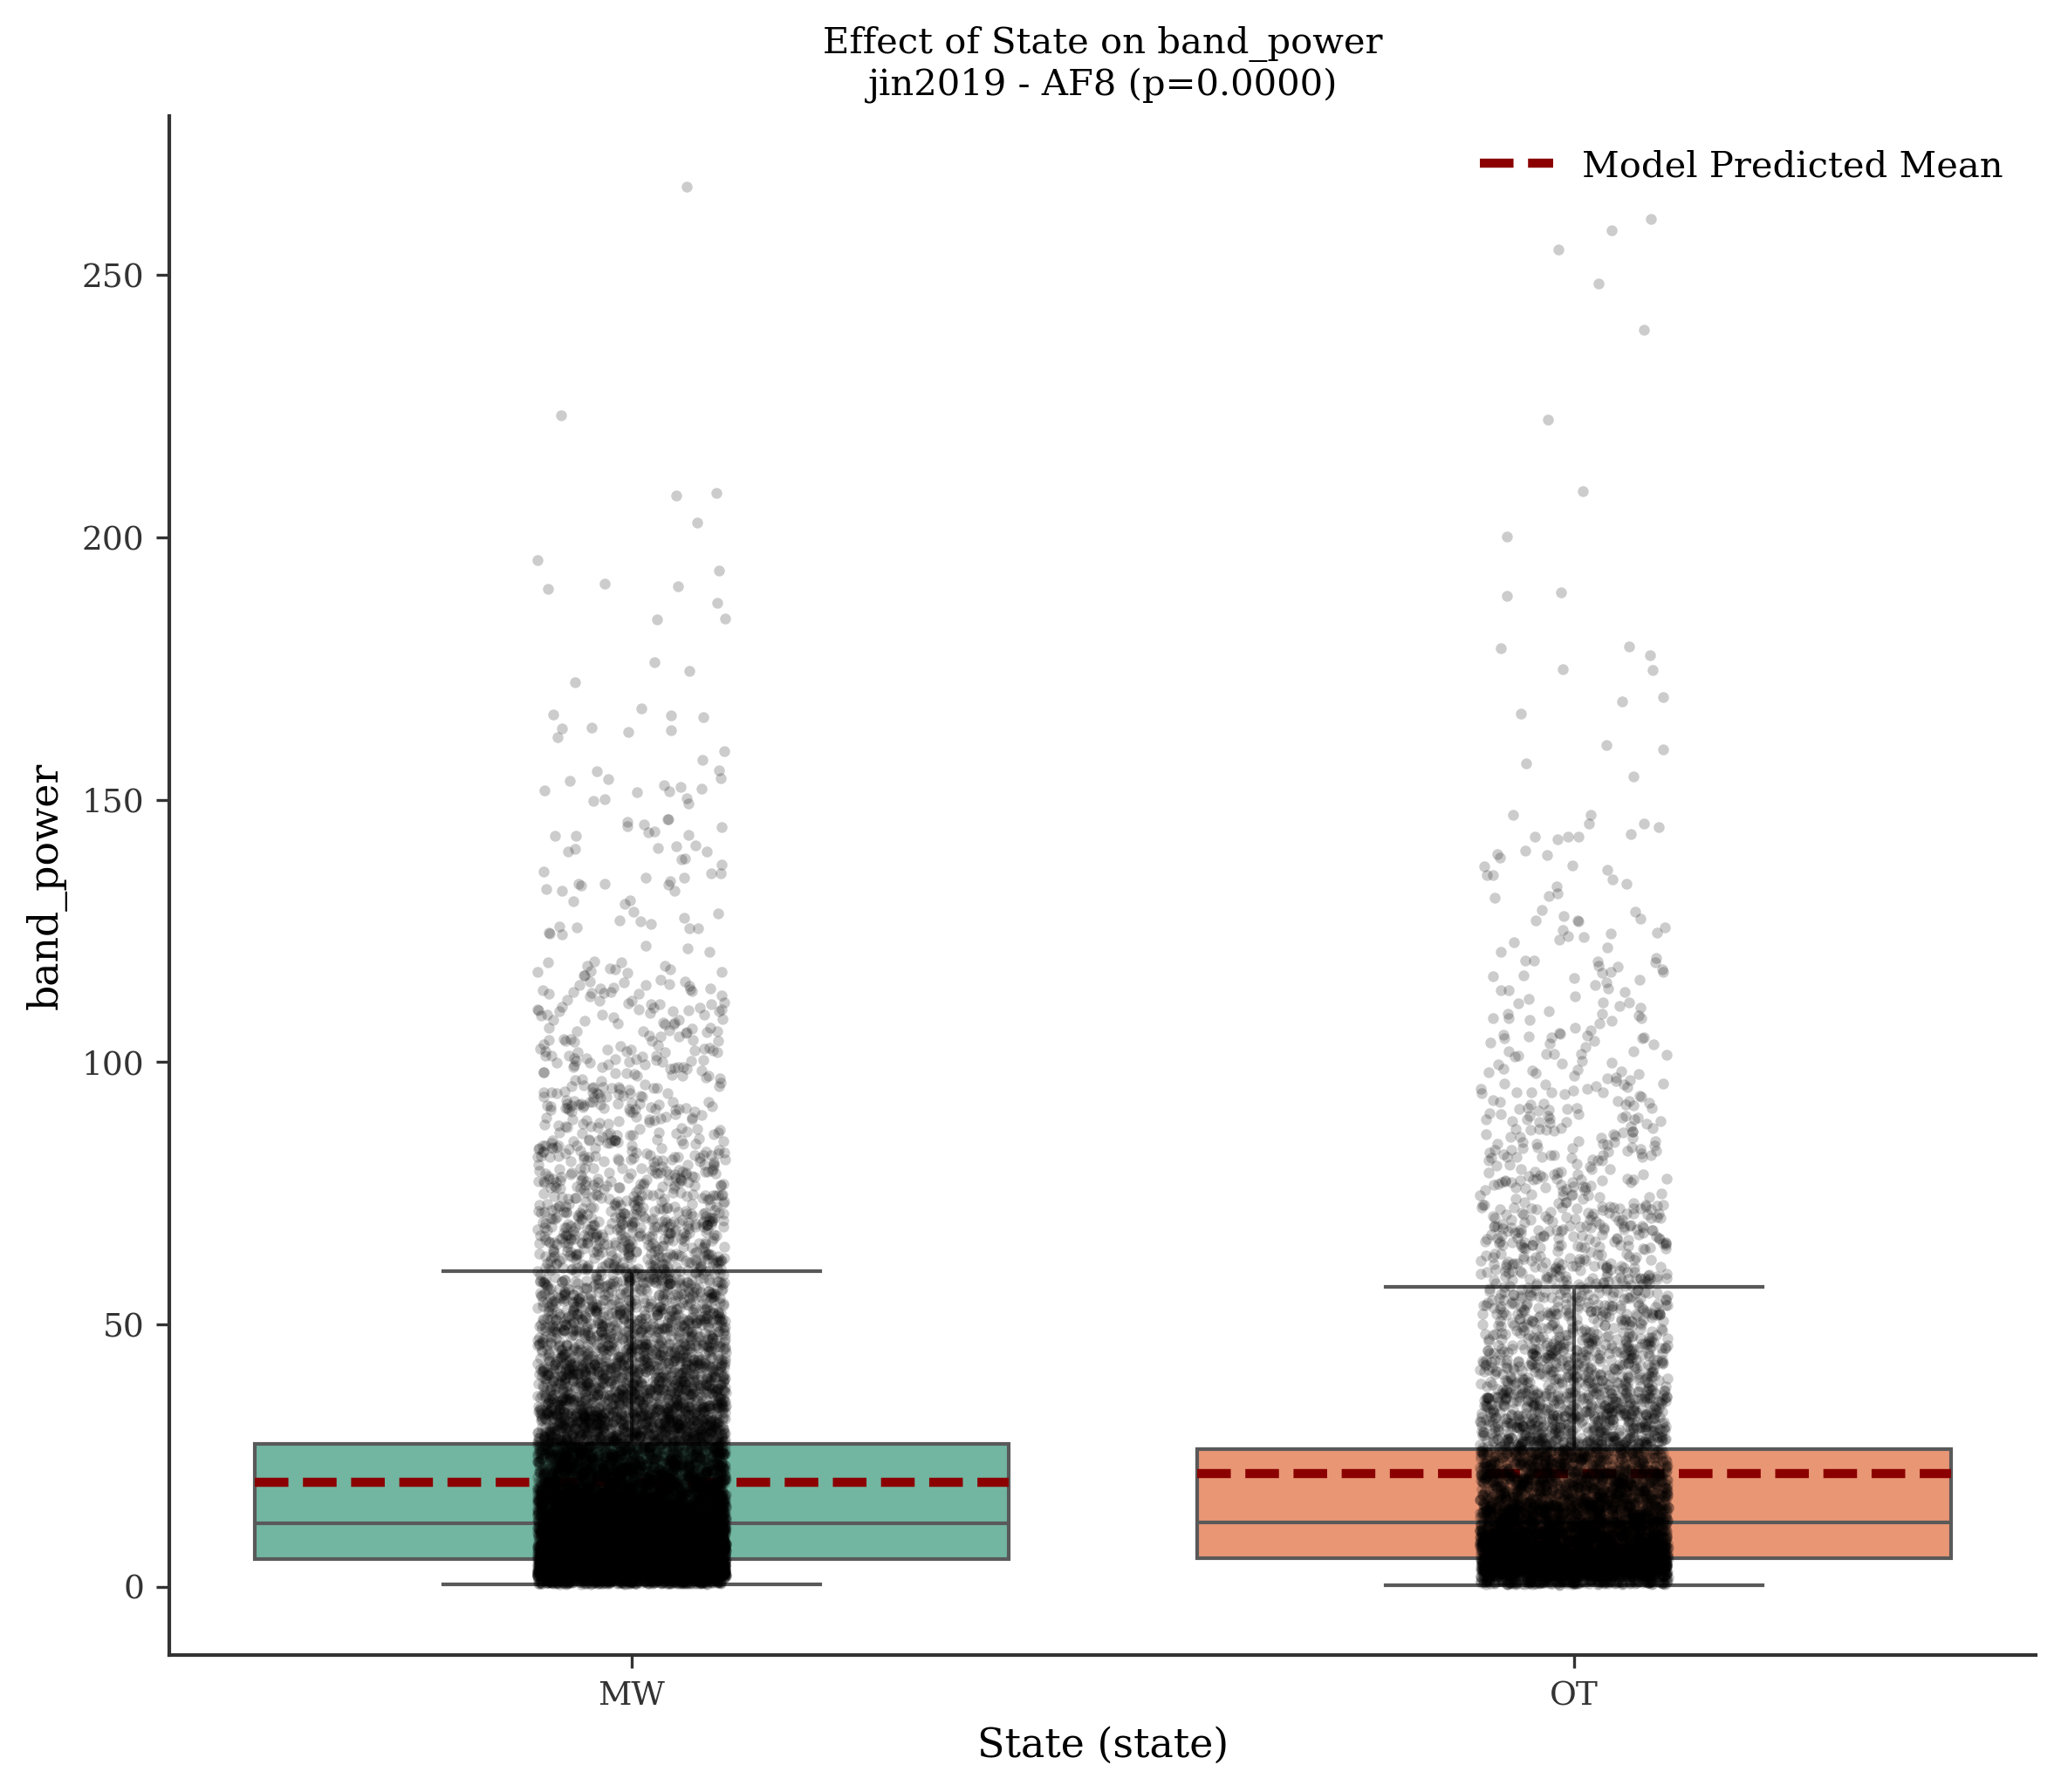 Effect of State on band_power
jin2019 - AF8 (p=0.0000)
Model Predicted Mean
250
200
150
100
50
0
band_power
MW
OT
State (state)